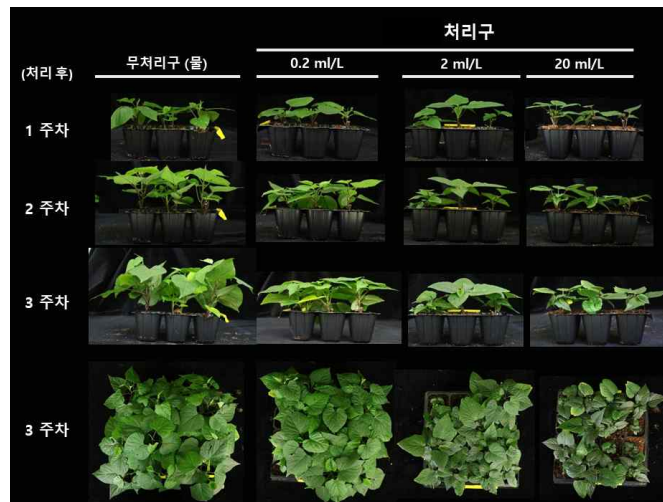 처리구
(처리 후)
무처리구 (물)
0.2 ml/L
2 ml/L
20 ml/L
1 주차
2 주차
3 주차
3 주차